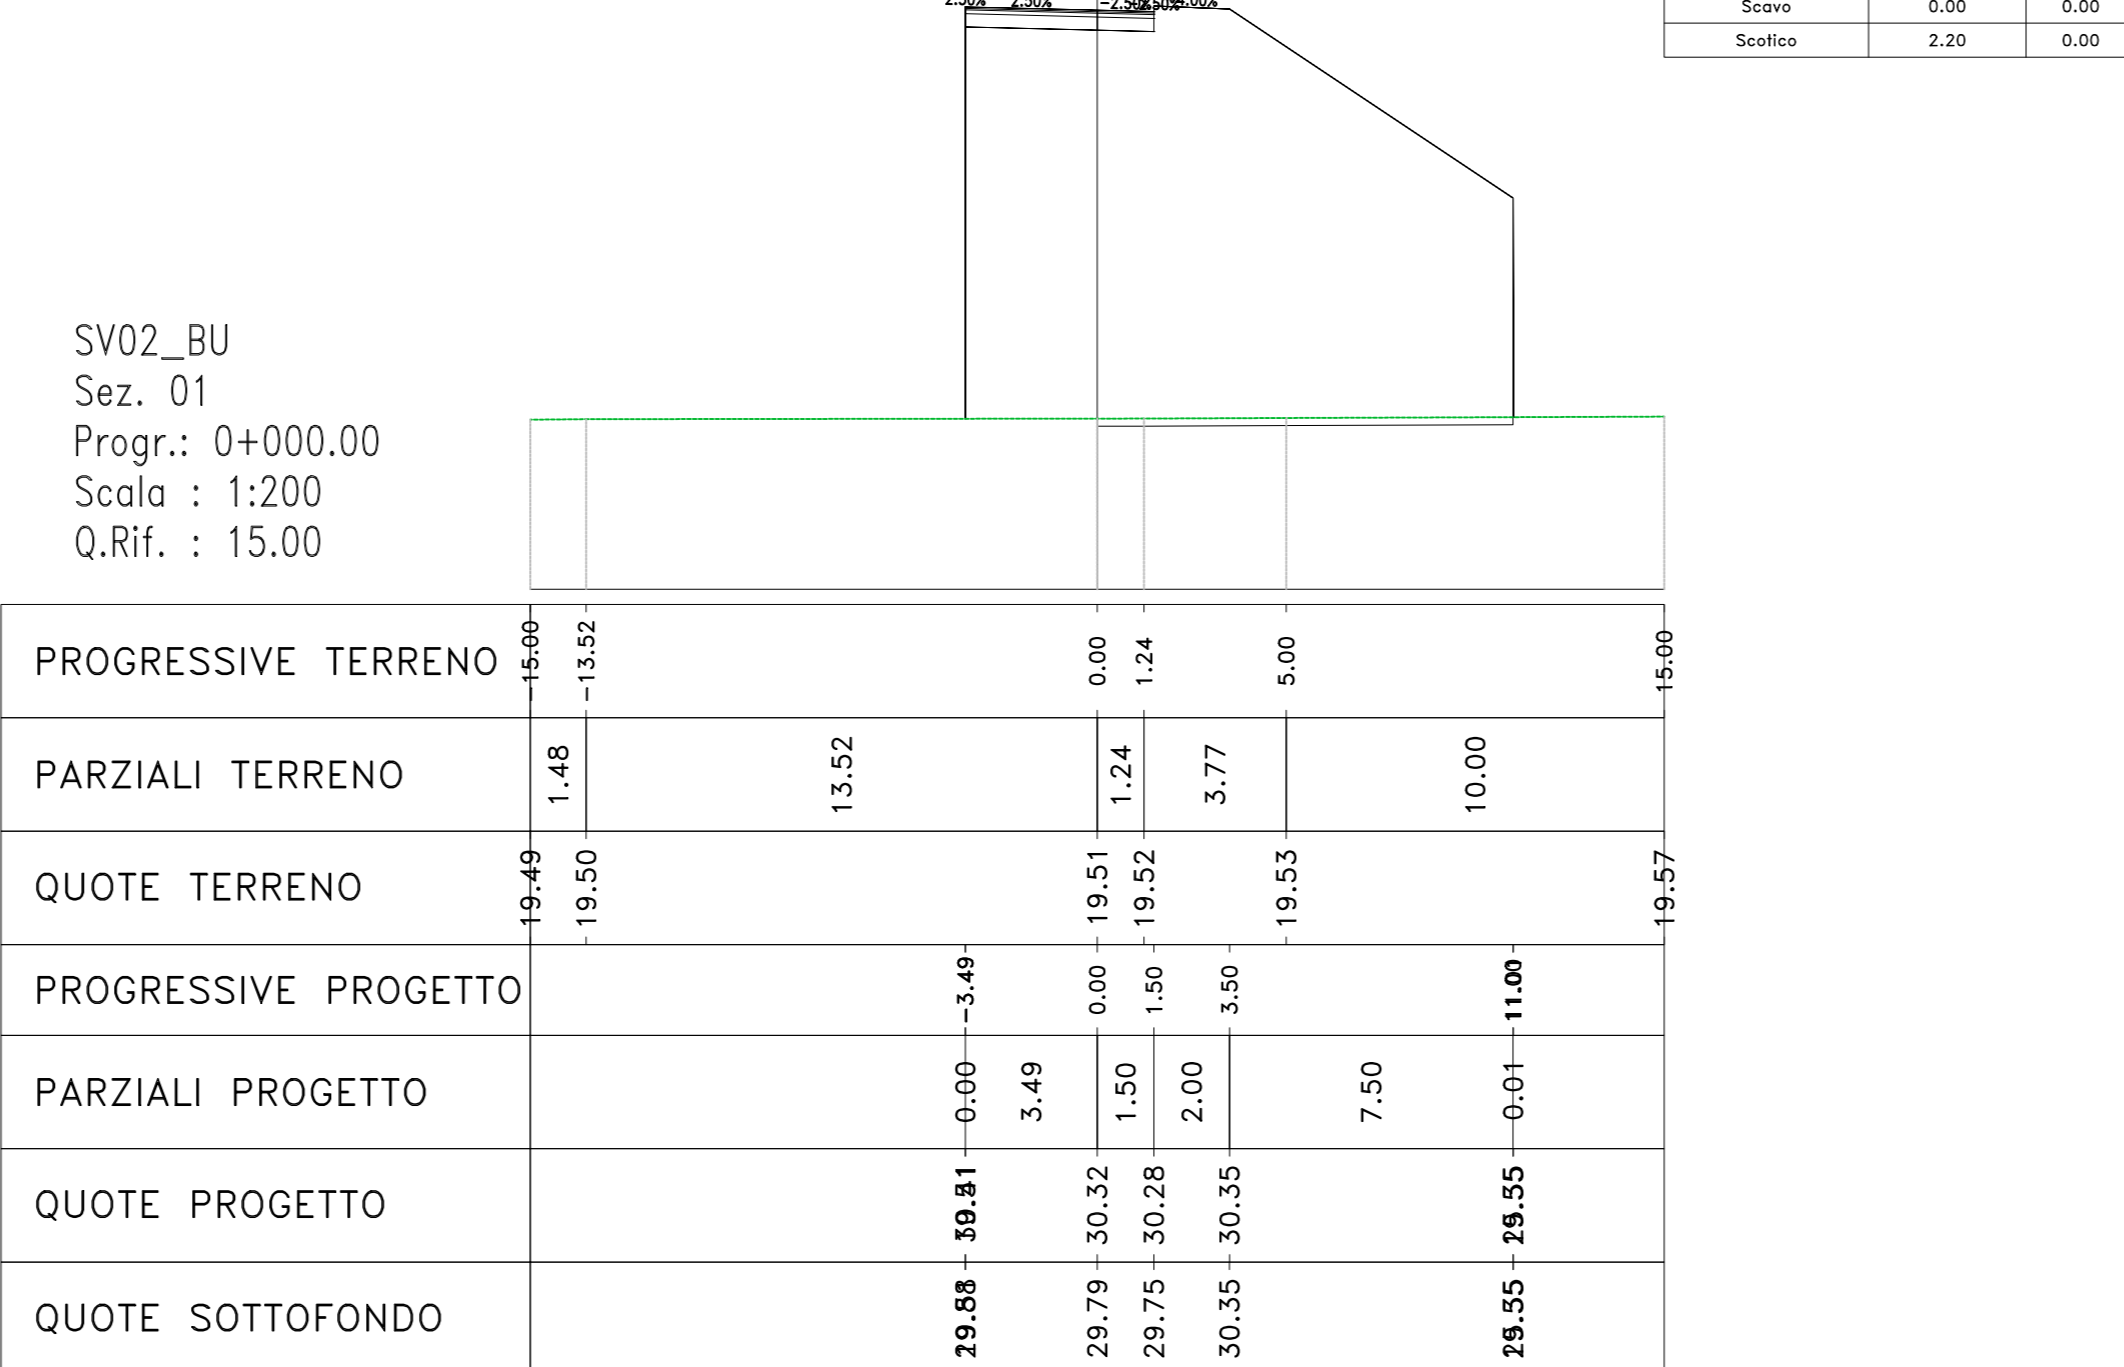 2.50%
-2.50%
Scavo 0.00 0.00
Scotico 2.20 0.00
SV02_BU
Sez. 01
Progr.: 0+000.00
Scala : 1:200
Q.Rif. : 15.00
PROGRESSIVE TERRENO -15.00 -13.52 0.00 1.24 5.00 15.00
PARZIALI TERRENO 1.48 13.52 1.24 3.77 10.00
QUOTE TERRENO 19.49 19.50 19.51 19.52 19.53 19.57
PROGRESSIVE PROGETTO -3.49 0.00 1.50 3.50
PARZIALI PROGETTO 0.00 3.49 1.50 2.00 7.50 0.01
QUOTE PROGETTO 30.32 30.28 30.35
QUOTE SOTTOFONDO 29.79 29.75 30.35